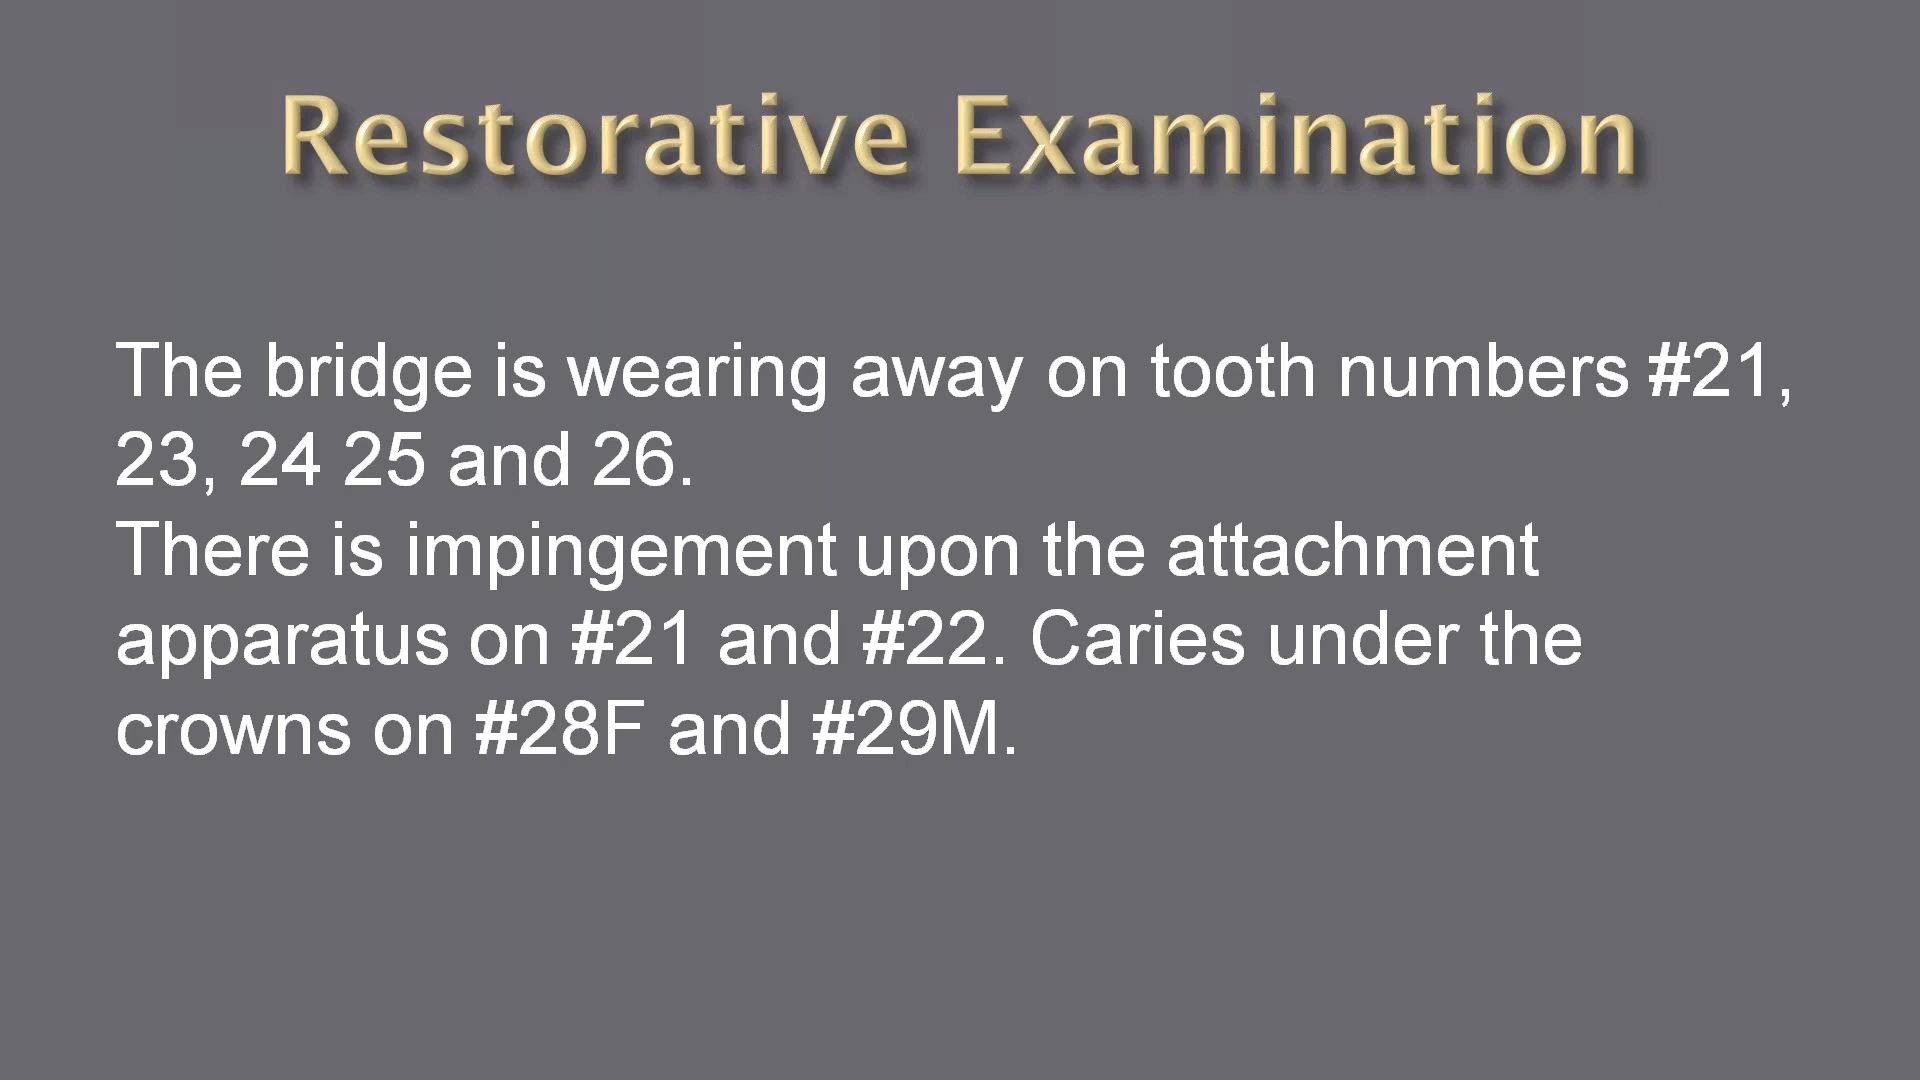 Restorative Examination
The bridge is wearing away on tooth numbers #21,
23, 24 25 and 26.
There is impingement upon the attachment
apparatus on #21 and #22. Caries under the
crowns on #28F and #29M.